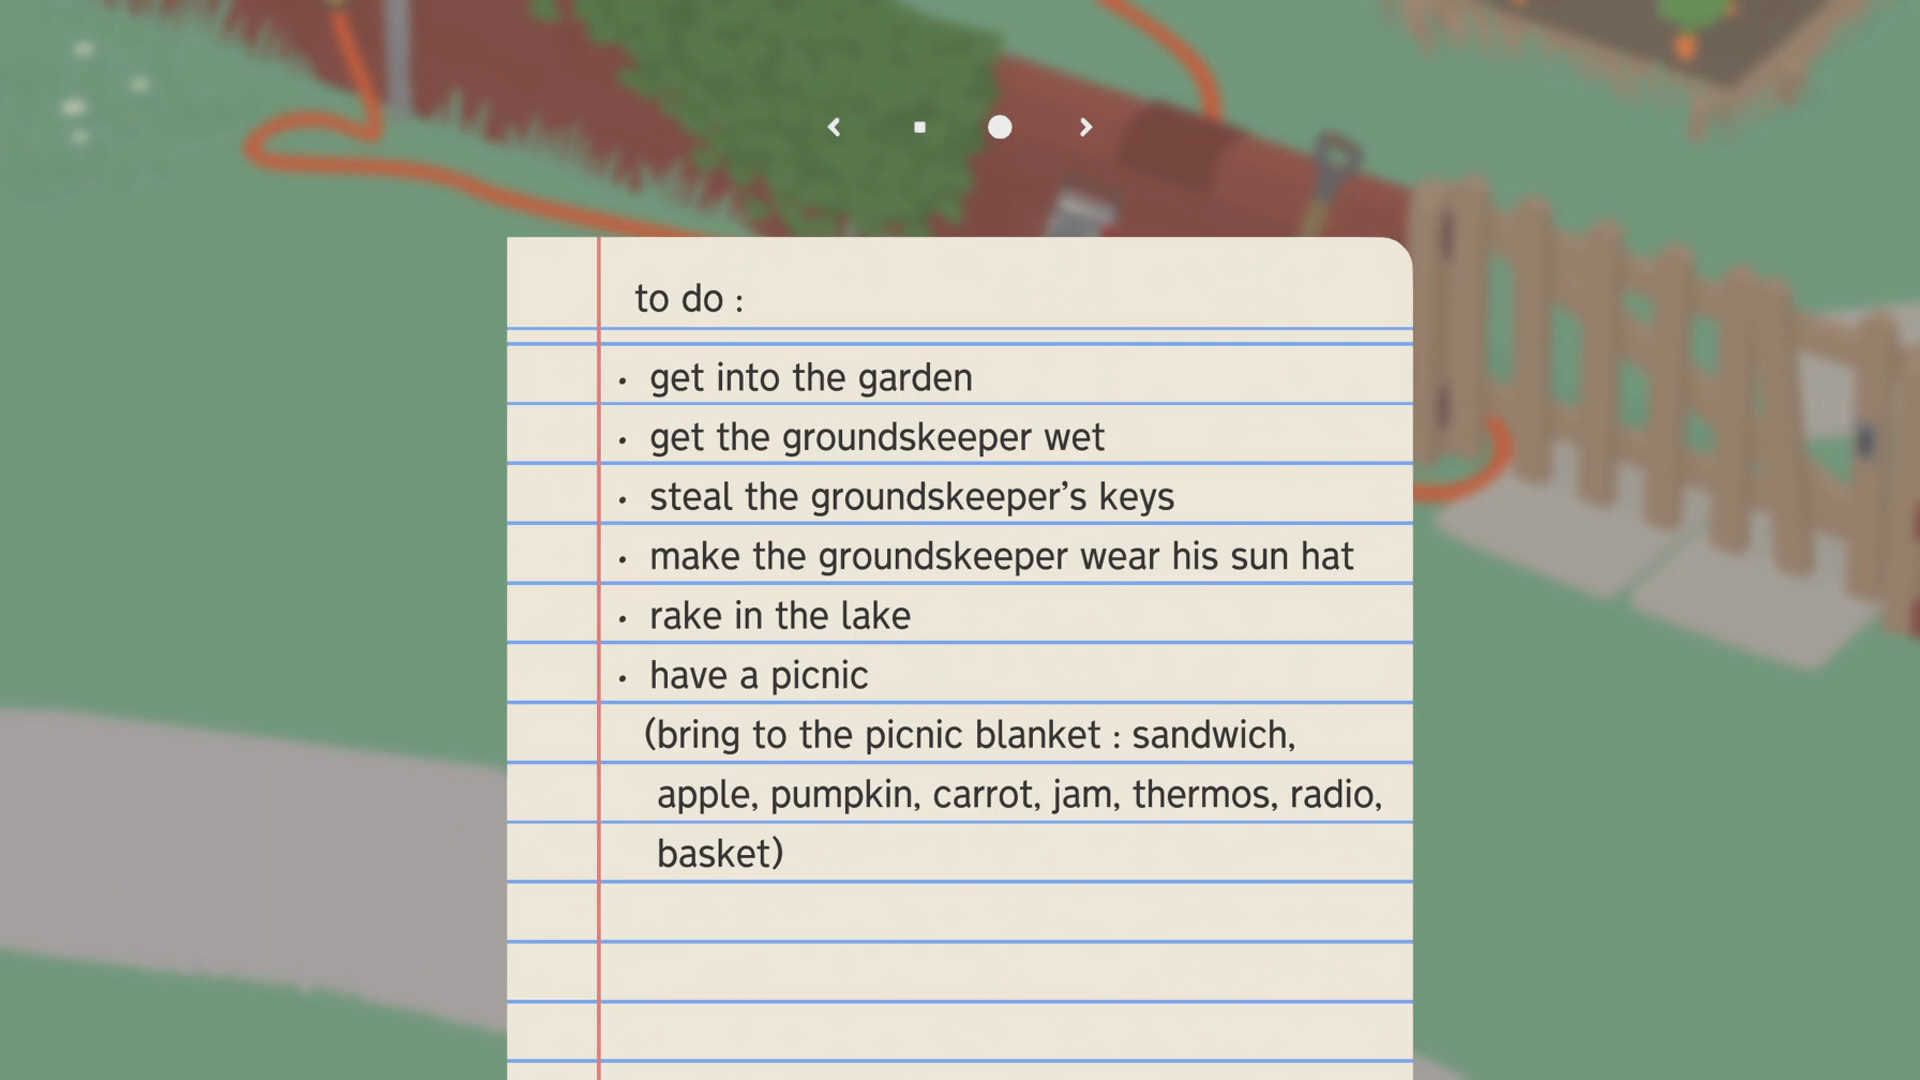 to do :
• get into the garden
• get the groundskeeper wet
• steal the groundskeeper’s keys
• make the groundskeeper wear his sun hat
• rake in the lake
• have a picnic
(bring to the picnic blanket : sandwich,
apple, pumpkin, carrot, jam, thermos, radio,
basket)